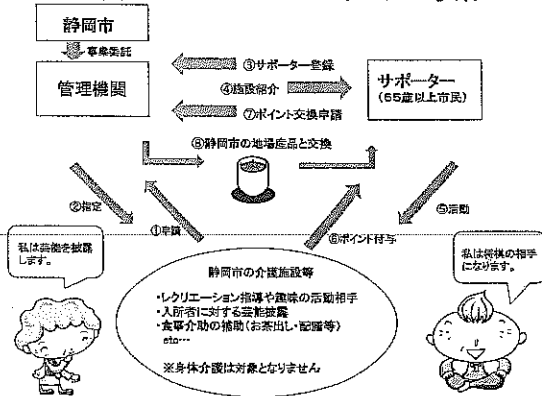 静岡市
事業委託
管理機関
③サポーター登録
④施設紹介
⑦ポイント交換申請
サポーター
(65歳以上市民)
⑧静岡市の地場産品と交換
②指定
①申請
⑥ポイント付与
⑤活動
私は芸能を披露
します。
私は将棋の相手
になります。
静岡市の介護施設等
・レクリエーション指導や趣味の活動相手
・入所者に対する芸能披露
・食事介助の補助(お茶出し・配膳等)
etc…
※身体介護は対象となりません